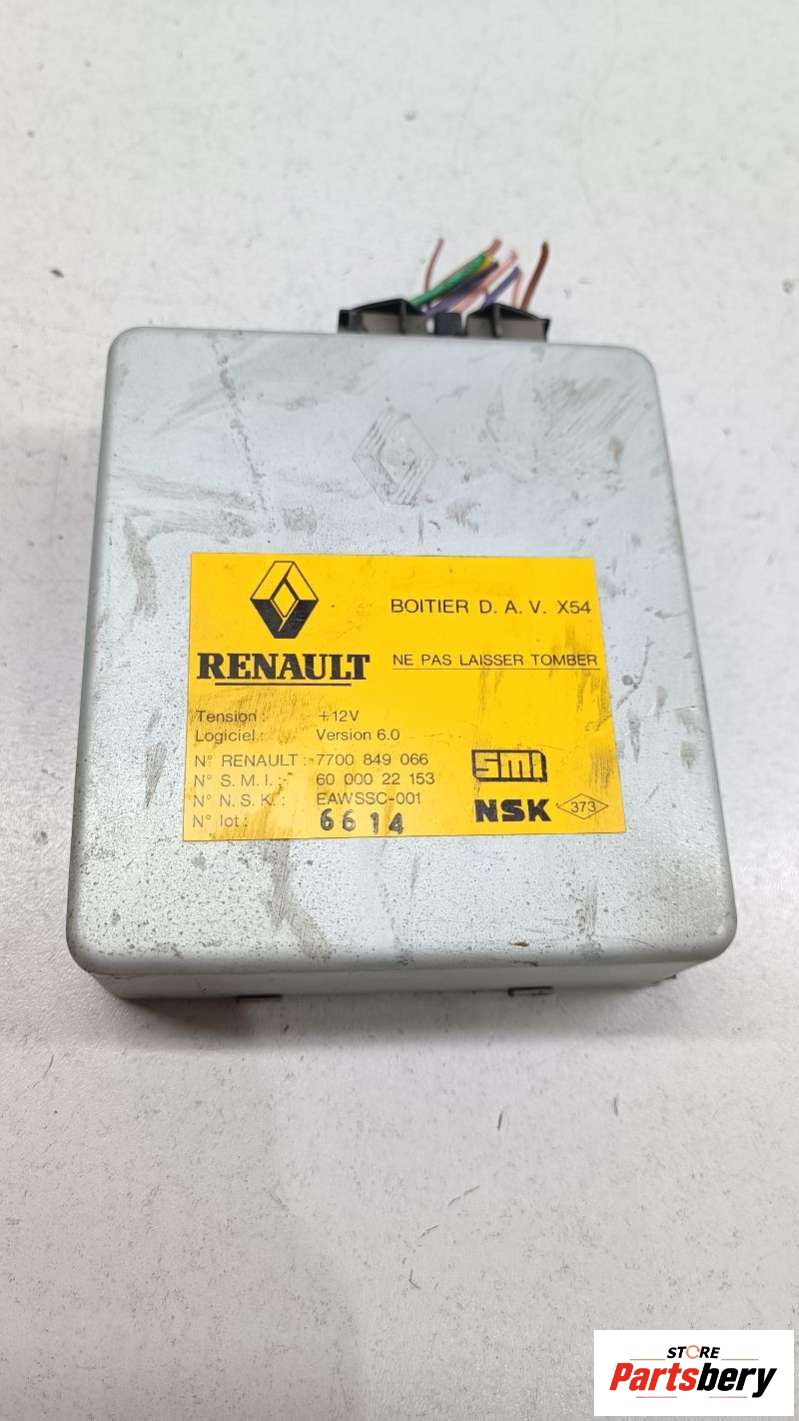 BOITIER D. A. V. X54
RENAULT
NE PAS LAISSER TOMBER
Tension : +12V
Logiciel : Version 6.0
N° RENAULT : 7700 849 066
N° S. M. I. : 60 000 22 153
N° N. S. K. : EAWSSC-001
N° lot : 6614
smi
NSK 373
STORE
Partsbery